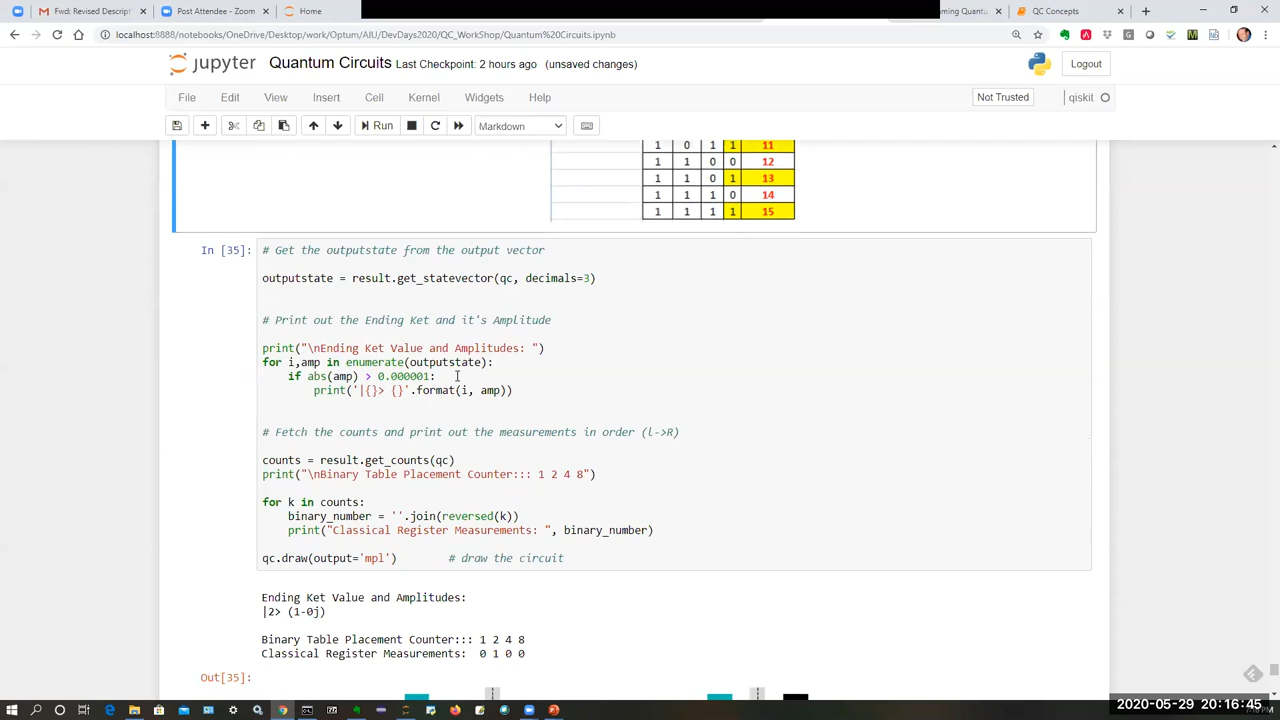 Fwd: Revised Descript
Post Attendee - Zoom
Home
ming Quantum
QC Concepts
localhost:8888/notebooks/OneDrive/Desktop/work/Optum/AIU/DevDays2020/QC_WorkShop/Quantum%20Circuits.ipynb
jupyter Quantum Circuits Last Checkpoint: 2 hours ago (unsaved changes)
Logout
File Edit View Insert Cell Kernel Widgets Help
Not Trusted
qiskit
Run
Markdown
1 0 1 1 11
1 1 0 0 12
1 1 0 1 13
1 1 1 0 14
1 1 1 1 15
In [35]:
# Get the outputstate from the output vector
outputstate = result.get_statevector(qc, decimals=3)
# Print out the Ending Ket and it's Amplitude
print("\nEnding Ket Value and Amplitudes: ")
for i,amp in enumerate(outputstate):
if abs(amp) > 0.000001:
print('|{}> {}'.format(i, amp))
# Fetch the counts and print out the measurements in order (l->R)
counts = result.get_counts(qc)
print("\nBinary Table Placement Counter::: 1 2 4 8")
for k in counts:
binary_number = ''.join(reversed(k))
print("Classical Register Measurements: ", binary_number)
qc.draw(output='mpl') # draw the circuit
Ending Ket Value and Amplitudes:
|2> (1-0j)
Binary Table Placement Counter::: 1 2 4 8
Classical Register Measurements: 0 1 0 0
Out[35]:
2020-05-29 20:16:45